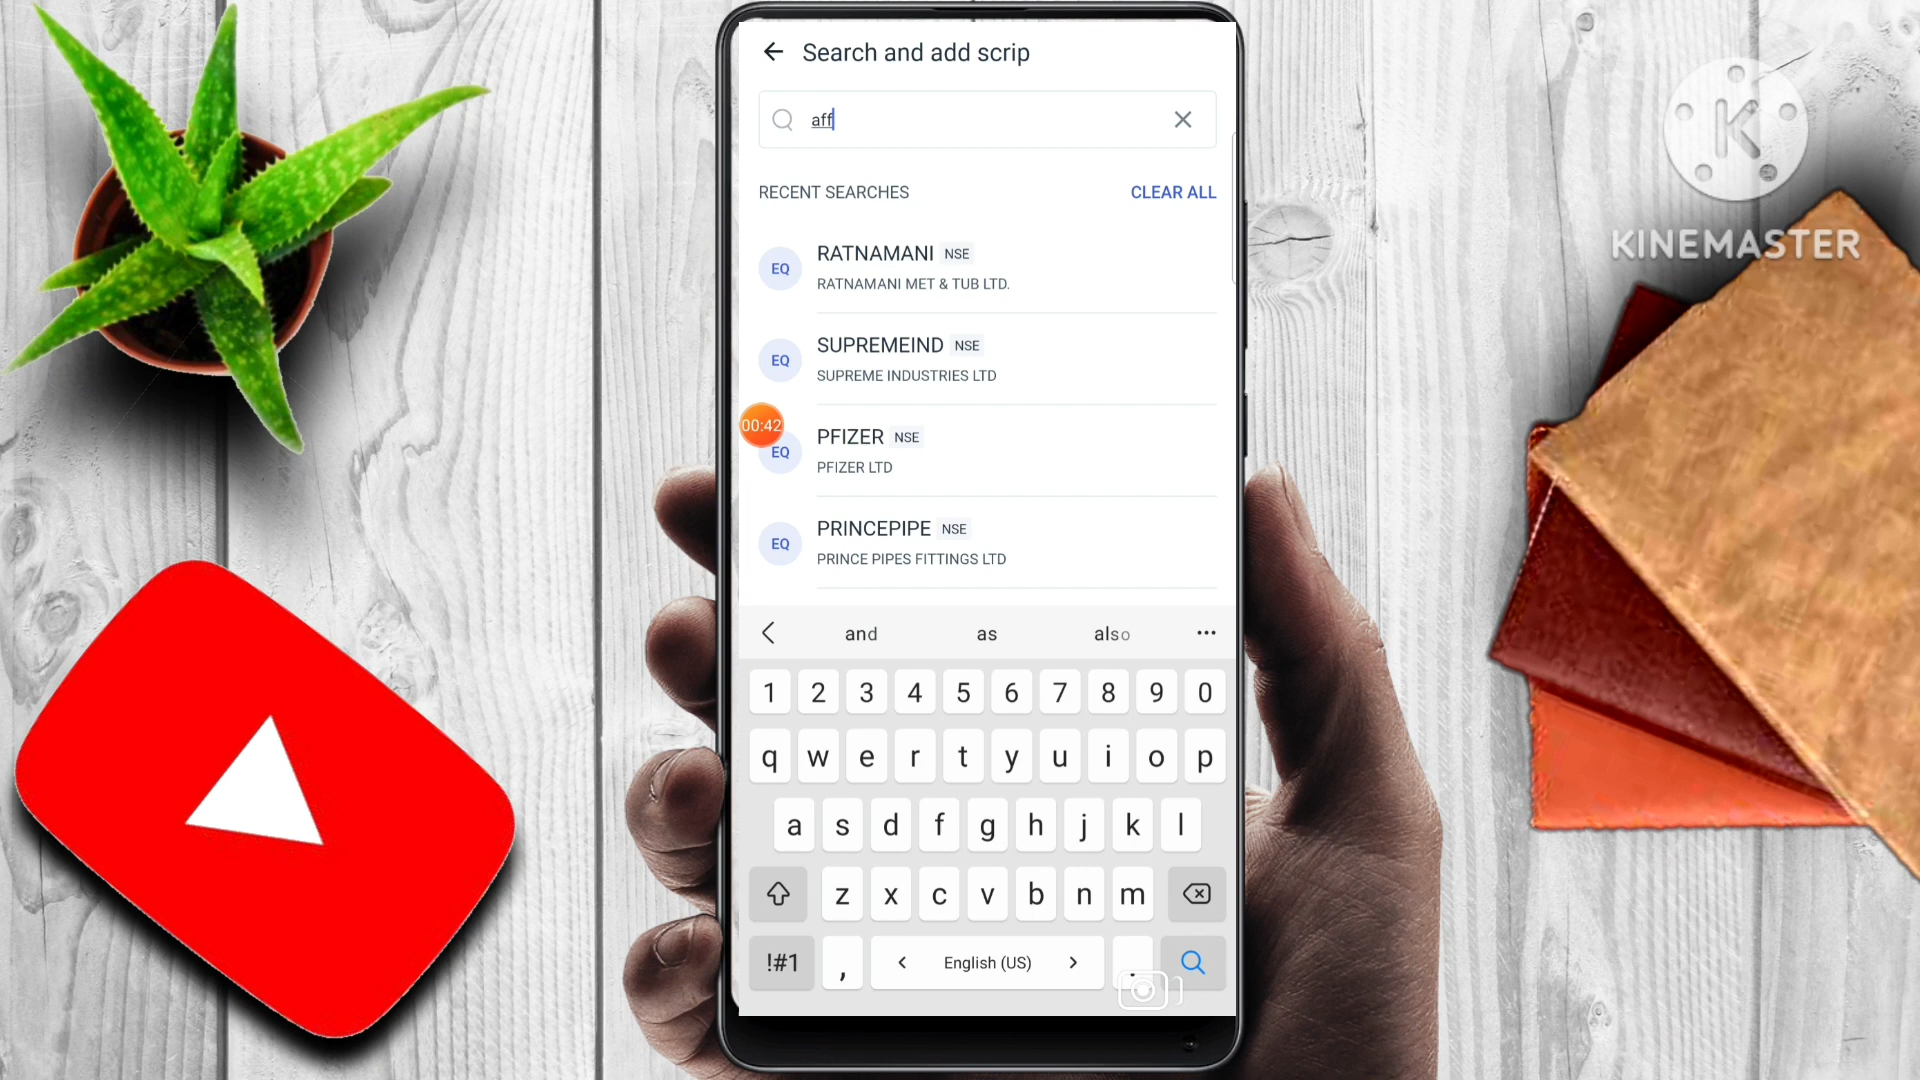 Search and add scrip
aff
RECENT SEARCHES CLEAR ALL
EQ RATNAMANI NSE
RATNAMANI MET & TUB LTD.
EQ SUPREMEIND NSE
SUPREME INDUSTRIES LTD
00:42
EQ PFIZER NSE
PFIZER LTD
EQ PRINCEPIPE NSE
PRINCE PIPES FITTINGS LTD
and as also
1 2 3 4 5 6 7 8 9 0
q w e r t y u i o p
a s d f g h j k l
z x c v b n m
!#1 , < English (US) > .
K
KINEMASTER